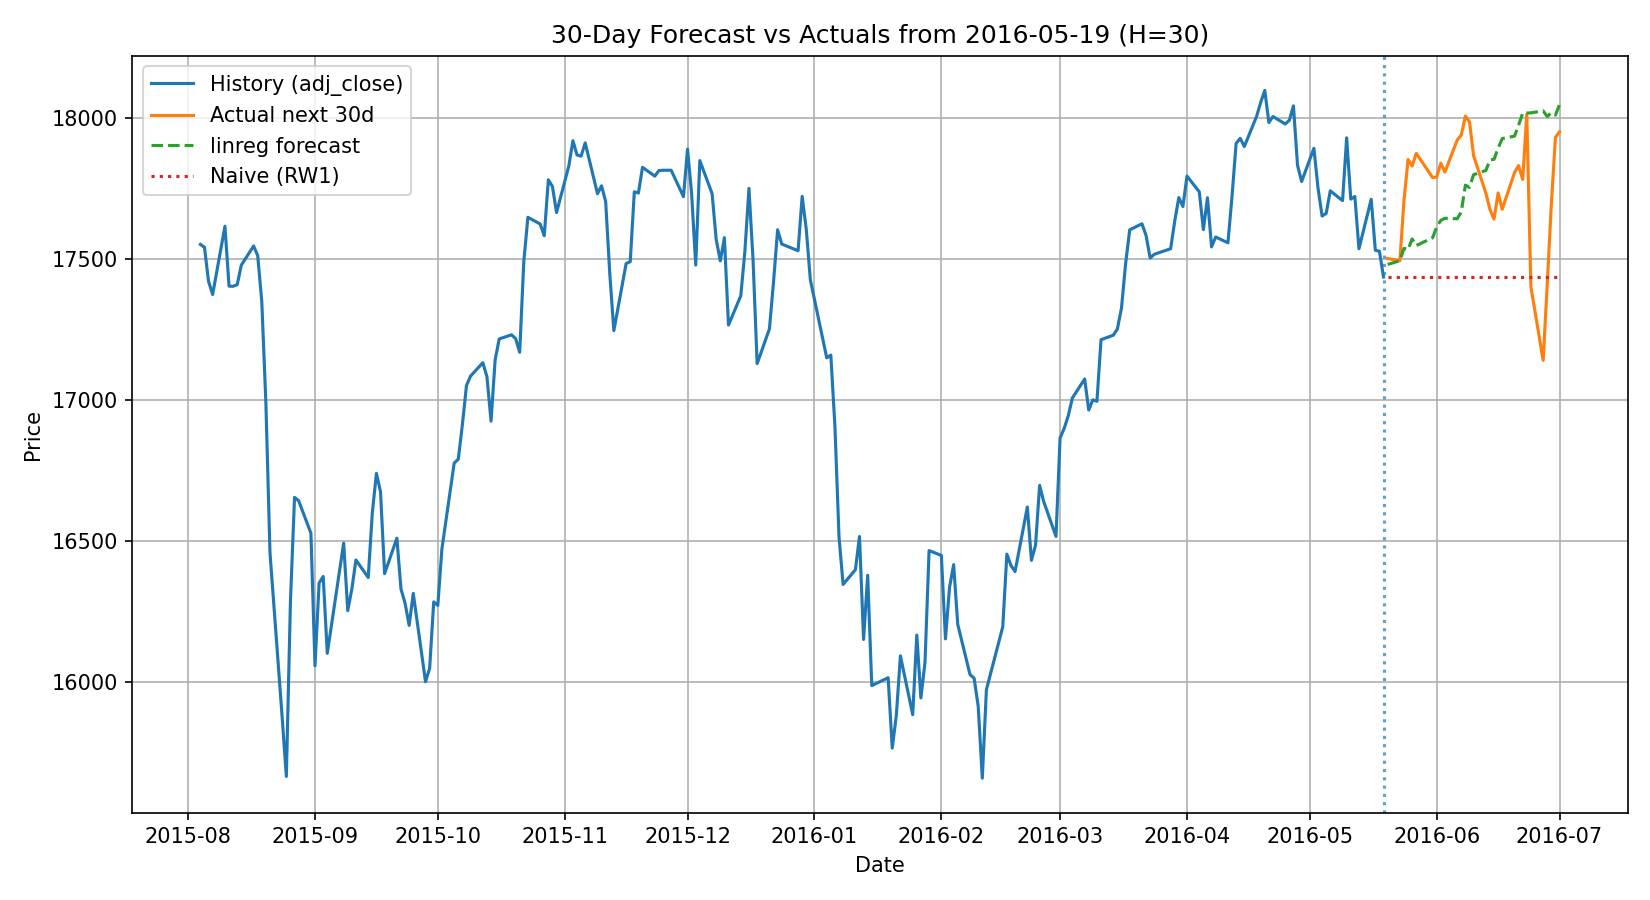 30-Day Forecast vs Actuals from 2016-05-19 (H=30)
History (adj_close)
Actual next 30d
linreg forecast
Naive (RW1)
Price
18000
17500
17000
16500
16000
2015-08 2015-09 2015-10 2015-11 2015-12 2016-01 2016-02 2016-03 2016-04 2016-05 2016-06 2016-07
Date